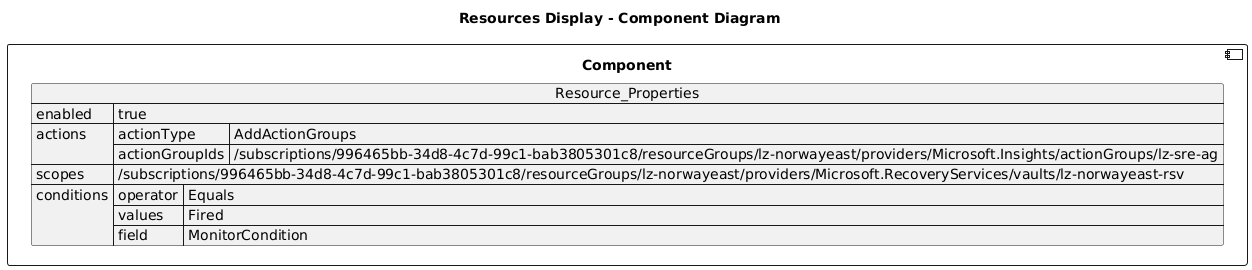 Resources Display - Component Diagram
Component
Resource_Properties
enabled true
actions actionType AddActionGroups
actionGroupIds /subscriptions/996465bb-34d8-4c7d-99c1-bab3805301c8/resourceGroups/lz-norwayeast/providers/Microsoft.Insights/actionGroups/lz-sre-ag
scopes /subscriptions/996465bb-34d8-4c7d-99c1-bab3805301c8/resourceGroups/lz-norwayeast/providers/Microsoft.RecoveryServices/vaults/lz-norwayeast-rsv
conditions operator Equals
values Fired
field MonitorCondition